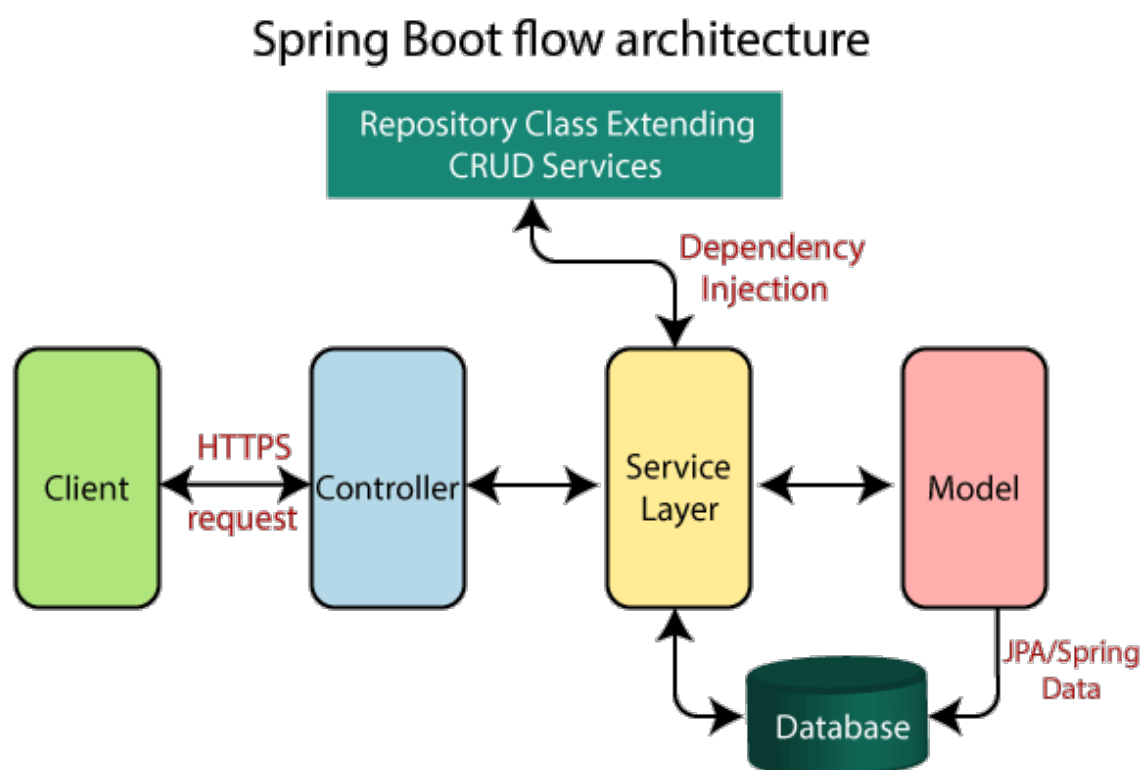 Spring Boot flow architecture
Repository Class Extending
CRUD Services
Dependency
Injection
Client
HTTPS
request
Controller
Service
Layer
Model
JPA/Spring
Data
Database